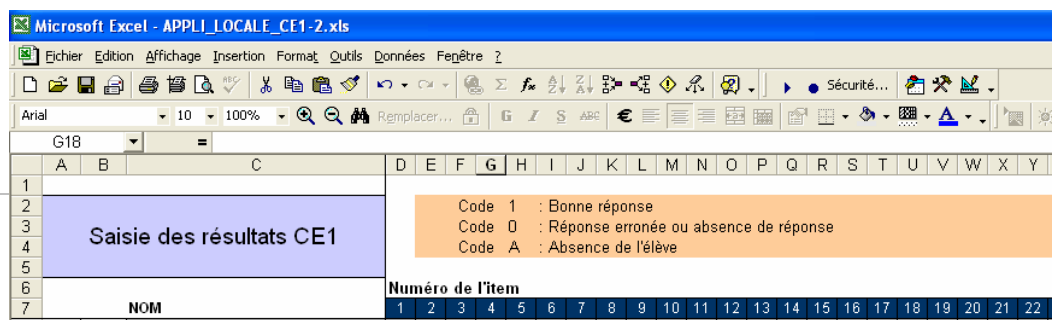 Microsoft Excel - APPLI_LOCALE_CE1-2.xls
Fichier Edition Affichage Insertion Format Outils Données Fenêtre ?
ABC Σ fx Sécurité...
Arial 10 100% Remplacer... G I S ABC € A
G18 =
A B C D E F G H I J K L M N O P Q R S T U V W X Y
1
2 Code 1 : Bonne réponse
3 Code 0 : Réponse erronée ou absence de réponse
Saisie des résultats CE1
4 Code A : Absence de l'élève
5
6 Numéro de l'item
7 NOM 1 2 3 4 5 6 7 8 9 10 11 12 13 14 15 16 17 18 19 20 21 22